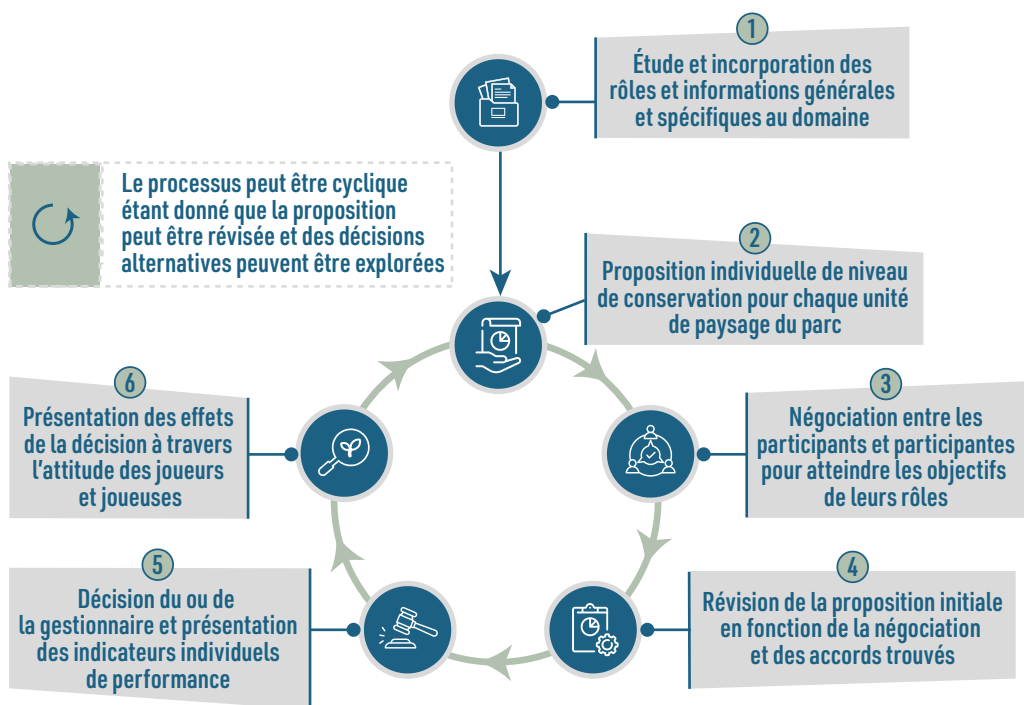 1
Étude et incorporation des
rôles et informations générales
et spécifiques au domaine
Le processus peut être cyclique
étant donné que la proposition
peut être révisée et des décisions
alternatives peuvent être explorées
2
Proposition individuelle de niveau
de conservation pour chaque unité
de paysage du parc
3
Négociation entre les
participants et participantes
pour atteindre les objectifs
de leurs rôles
4
Révision de la proposition initiale
en fonction de la négociation
et des accords trouvés
5
Décision du ou de
la gestionnaire et présentation
des indicateurs individuels
de performance
6
Présentation des effets
de la décision à travers
l'attitude des joueurs
et joueuses